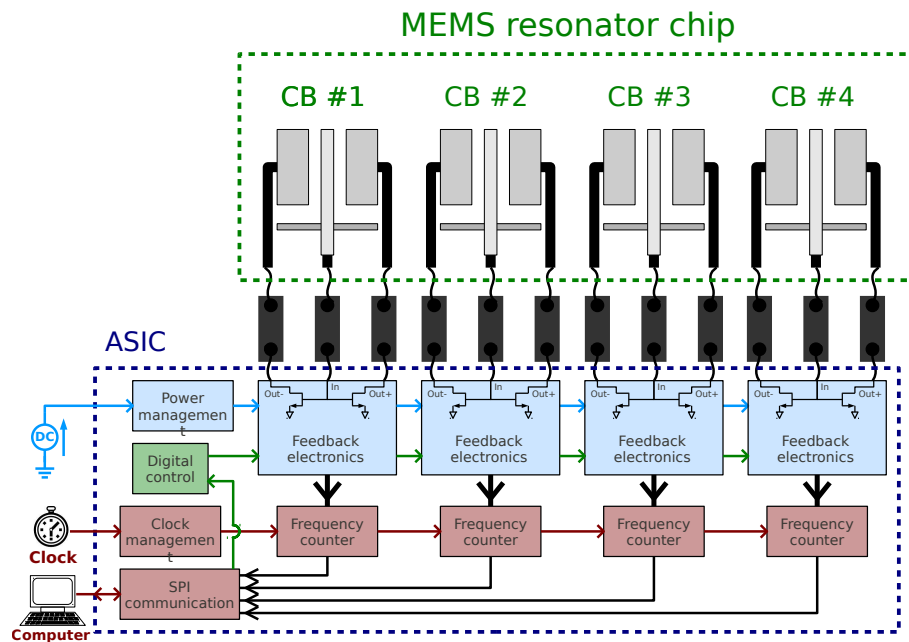 MEMS resonator chip
CB #1
CB #2
CB #3
CB #4
ASIC
Out-
In
Out+
Out-
In
Out+
Out-
In
Out+
Out-
In
Out+
Power
managemen
t
DC
Feedback
electronics
Feedback
electronics
Feedback
electronics
Feedback
electronics
Digital
control
Clock
Clock
managemen
t
Frequency
counter
Frequency
counter
Frequency
counter
Frequency
counter
SPI
communication
Computer